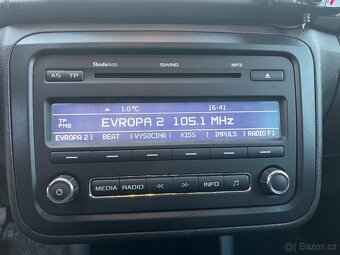 ŠkodaAuto SWING MP3
AS TP
1.0°C 16:41
TP EVROPA 2 105.1 MHz
FM2
EVROPA 2 BEAT VYSOCINA KISS IMPULS RADIO F1
MEDIA RADIO INFO
bazos.cz